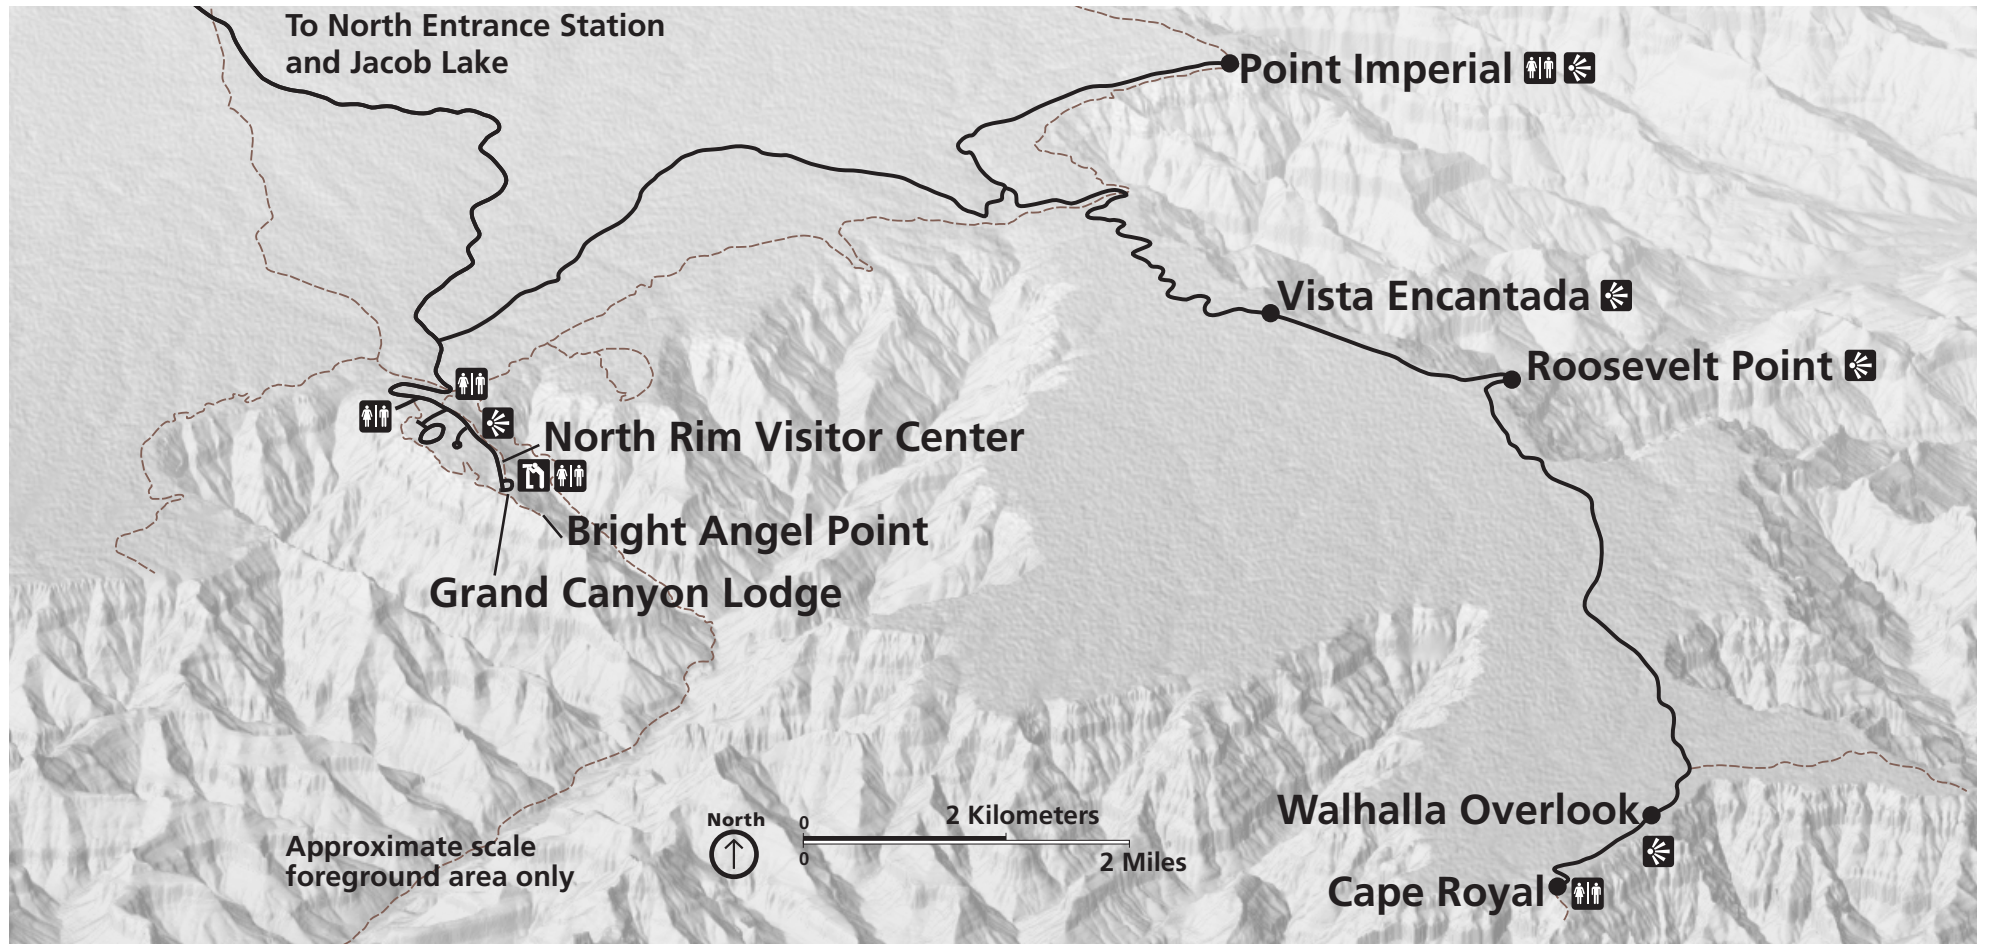 To North Entrance Station
and Jacob Lake
Point Imperial
Vista Encantada
Roosevelt Point
North Rim Visitor Center
Bright Angel Point
Grand Canyon Lodge
Walhalla Overlook
Cape Royal
North
0
2 Kilometers
0
2 Miles
Approximate scale
foreground area only